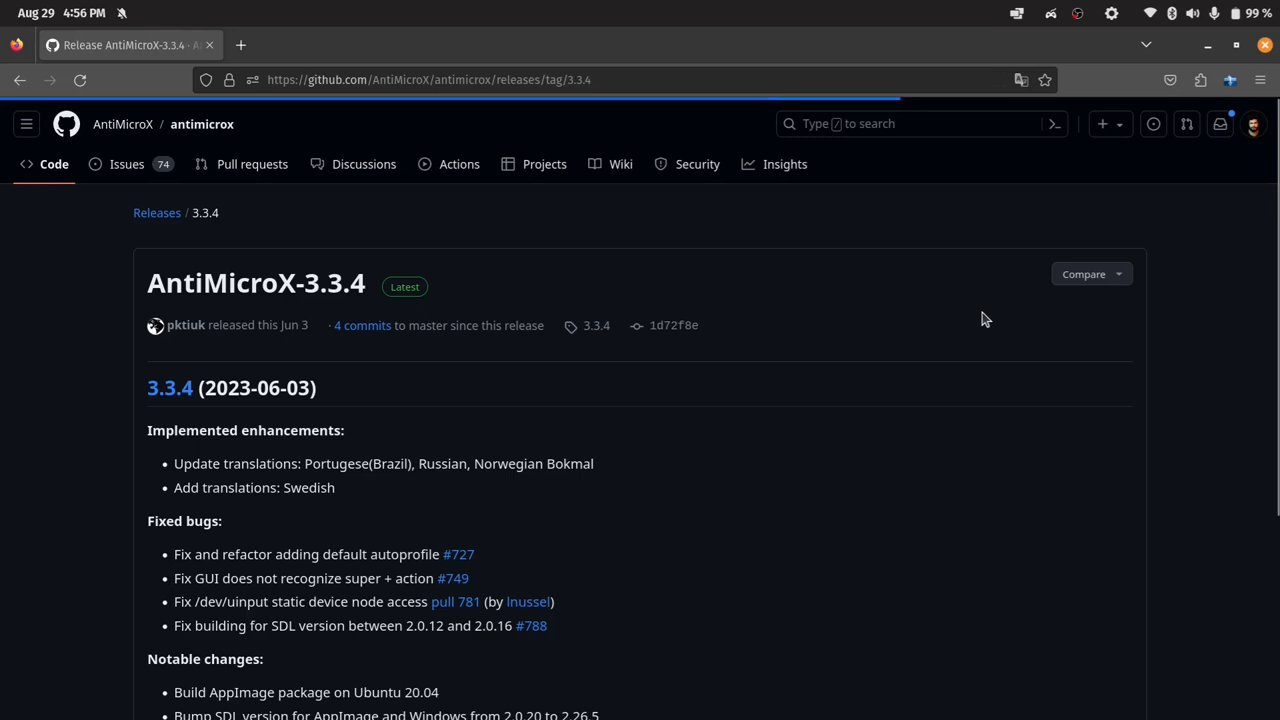 Aug 29 4:56 PM 99 %
Release AntiMicroX-3.3.4 - A
https://github.com/AntiMicroX/antimicrox/releases/tag/3.3.4
AntiMicroX / antimicrox Type / to search
Code Issues 74 Pull requests Discussions Actions Projects Wiki Security Insights
Releases / 3.3.4
AntiMicroX-3.3.4 Latest Compare
pktiuk released this Jun 3 · 4 commits to master since this release 3.3.4 1d72f8e
3.3.4 (2023-06-03)
Implemented enhancements:
• Update translations: Portugese(Brazil), Russian, Norwegian Bokmal
• Add translations: Swedish
Fixed bugs:
• Fix and refactor adding default autoprofile #727
• Fix GUI does not recognize super + action #749
• Fix /dev/uinput static device node access pull 781 (by lnussel)
• Fix building for SDL version between 2.0.12 and 2.0.16 #788
Notable changes:
• Build AppImage package on Ubuntu 20.04
• Bump SDL version for AppImage and Windows from 2.0.20 to 2.26.5